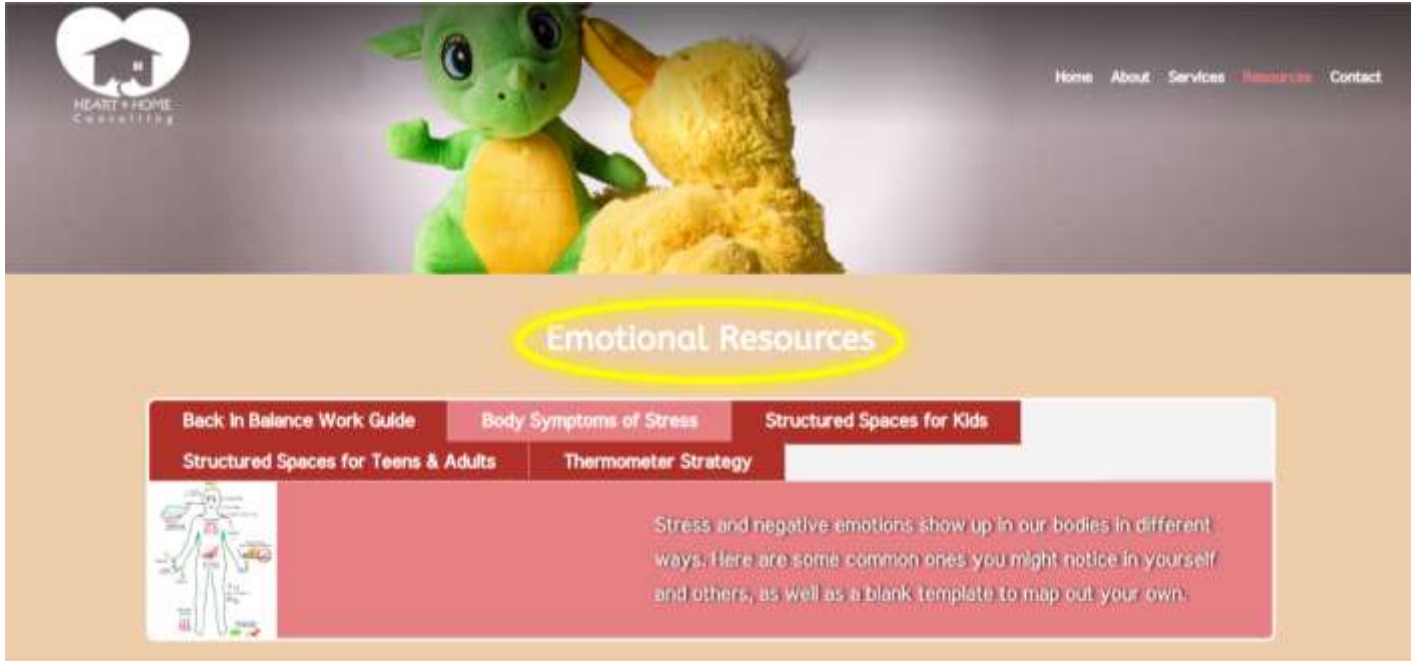 HEART + HOME
Consulting
Home About Services Resources Contact
Emotional Resources
Back In Balance Work Guide Body Symptoms of Stress Structured Spaces for Kids
Structured Spaces for Teens & Adults Thermometer Strategy
Stress and negative emotions show up in our bodies in different
ways. Here are some common ones you might notice in yourself
and others, as well as a blank template to map out your own.